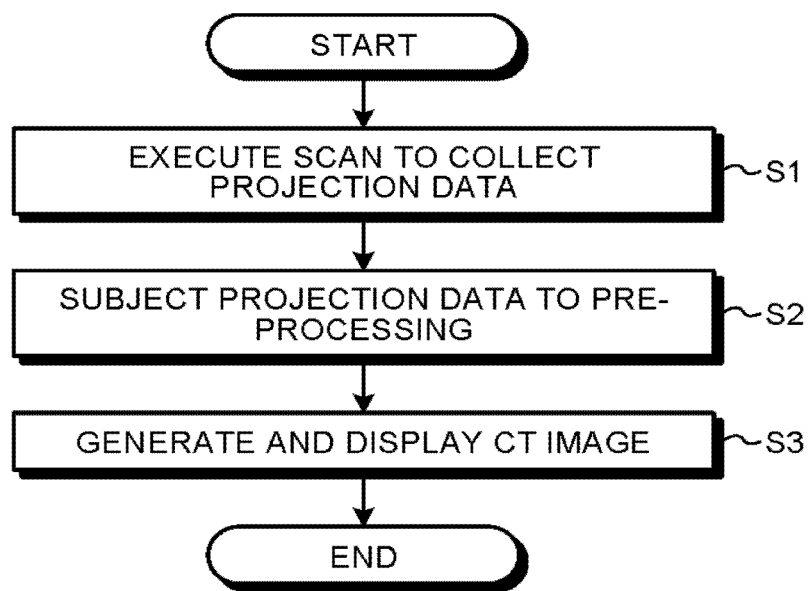 START
EXECUTE SCAN TO COLLECT
PROJECTION DATA
S1
SUBJECT PROJECTION DATA TO PRE-
PROCESSING
S2
GENERATE AND DISPLAY CT IMAGE
S3
END